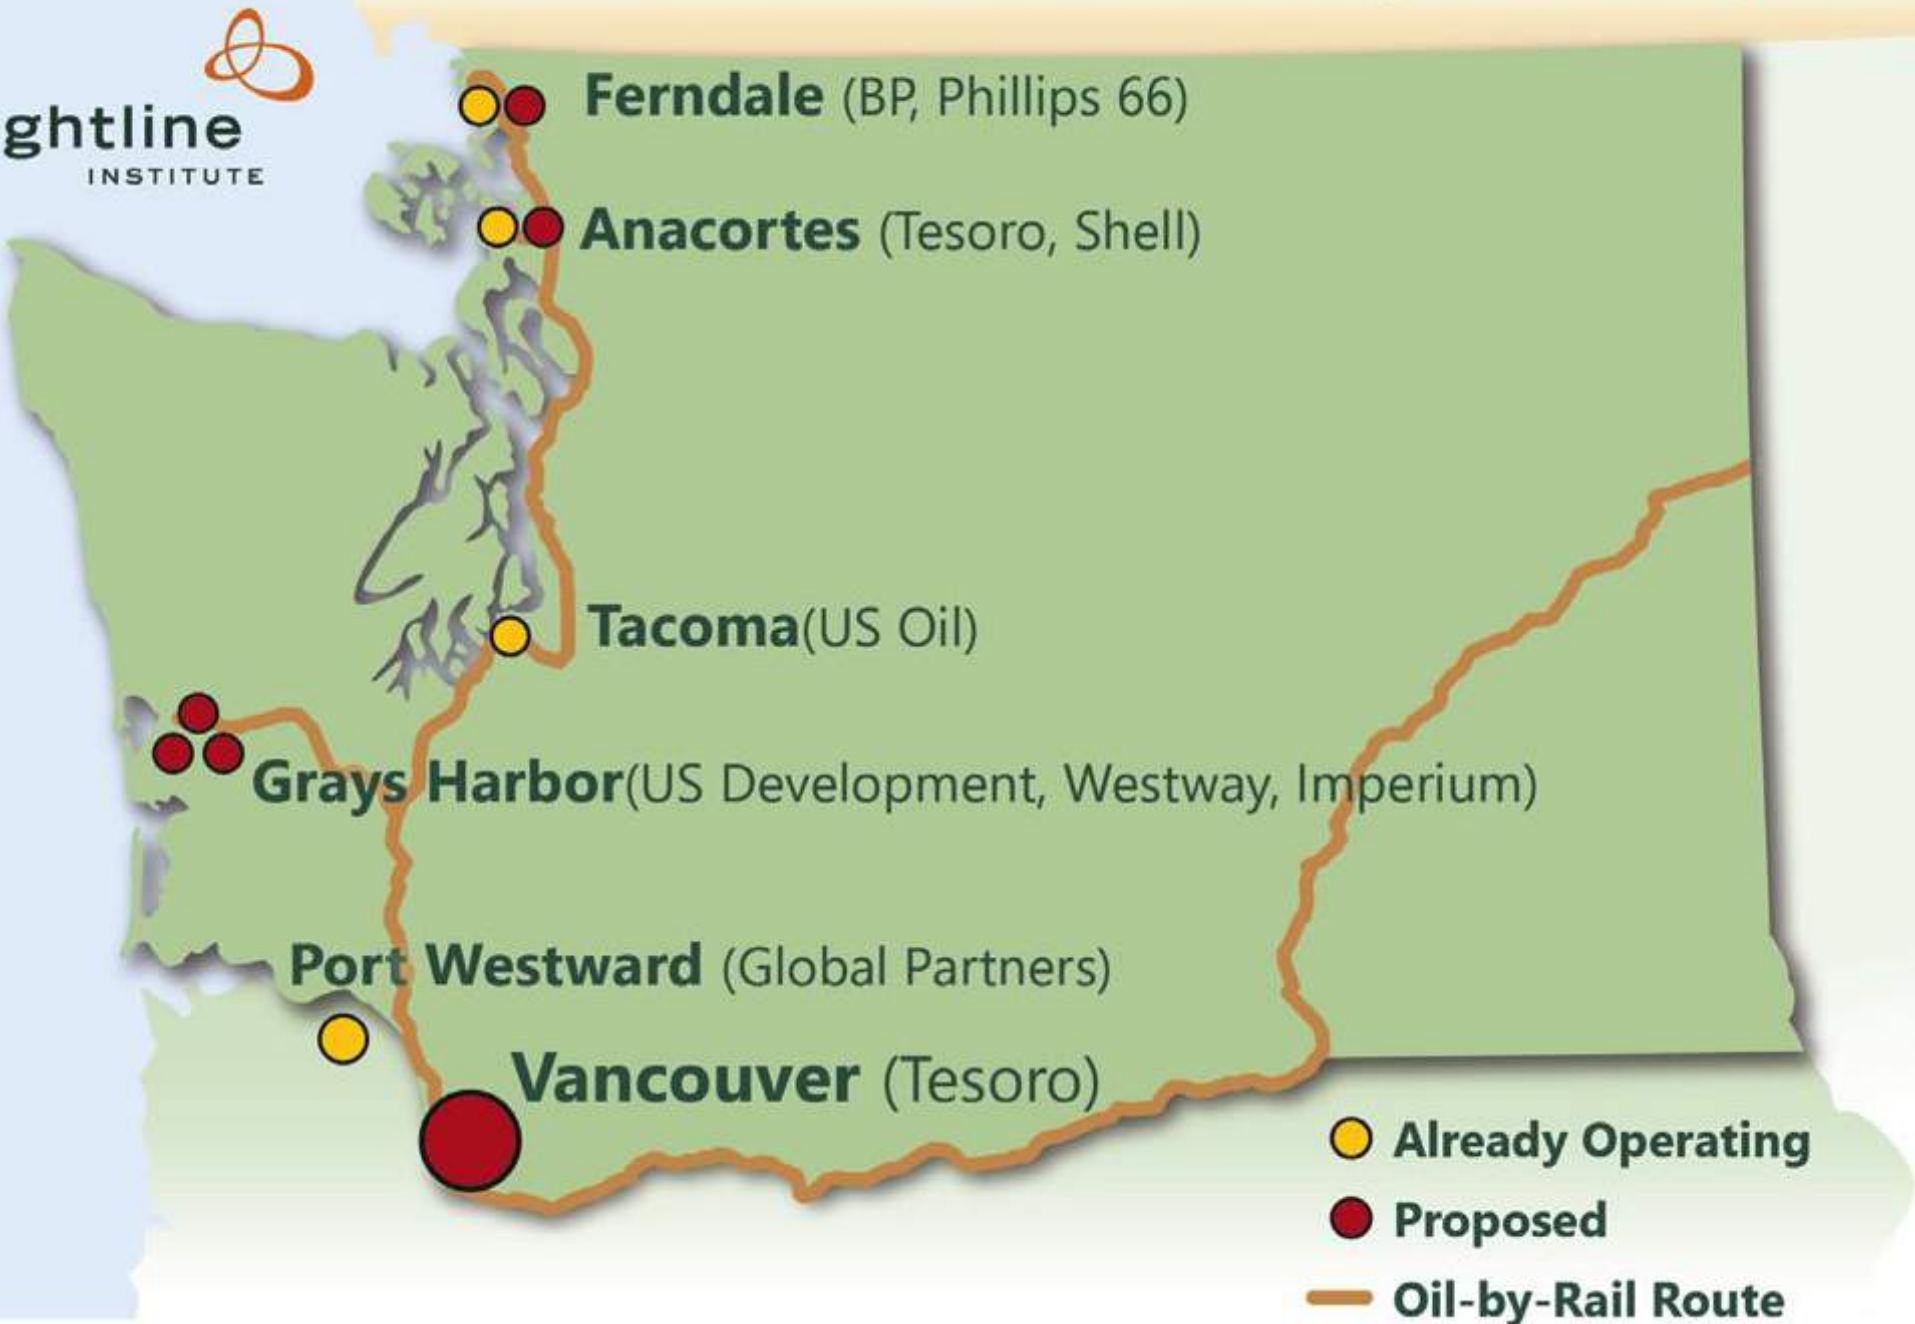 ghtline
INSTITUTE
Ferndale (BP, Phillips 66)
Anacortes (Tesoro, Shell)
Tacoma(US Oil)
Grays Harbor(US Development, Westway, Imperium)
Port Westward (Global Partners)
Vancouver (Tesoro)
Already Operating
Proposed
Oil-by-Rail Route